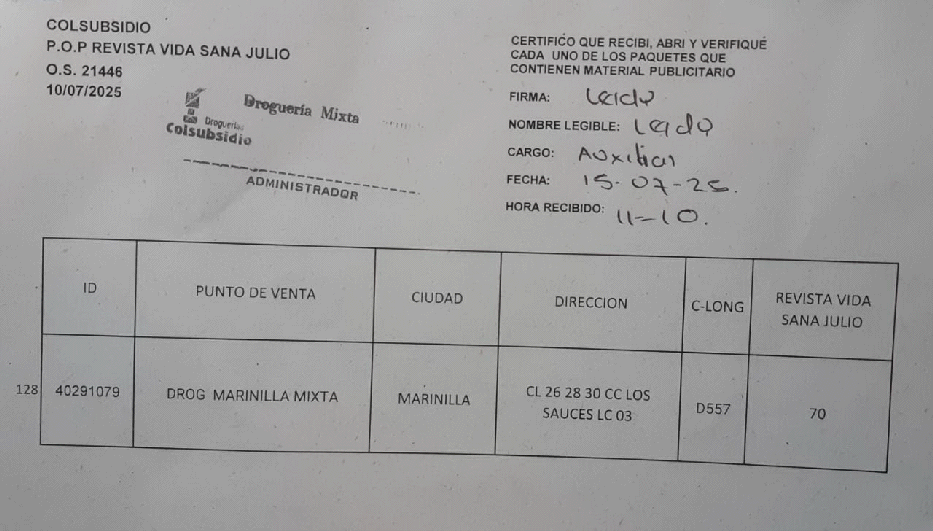 COLSUBSIDIO
P.O.P REVISTA VIDA SANA JULIO
O.S. 21446
10/07/2025
Droguería Mixta
Droguerías
Colsubsidio
ADMINISTRADOR
CERTIFICO QUE RECIBI, ABRI Y VERIFIQUE
CADA UNO DE LOS PAQUETES QUE
CONTIENEN MATERIAL PUBLICITARIO
FIRMA:
NOMBRE LEGIBLE:
CARGO: Auxiliar
FECHA: 15-07-25.
HORA RECIBIDO: 11-10.
ID PUNTO DE VENTA CIUDAD DIRECCION C-LONG REVISTA VIDA
SANA JULIO
128 40291079 DROG MARINILLA MIXTA MARINILLA CL 26 28 30 CC LOS D557 70
SAUCES LC 03